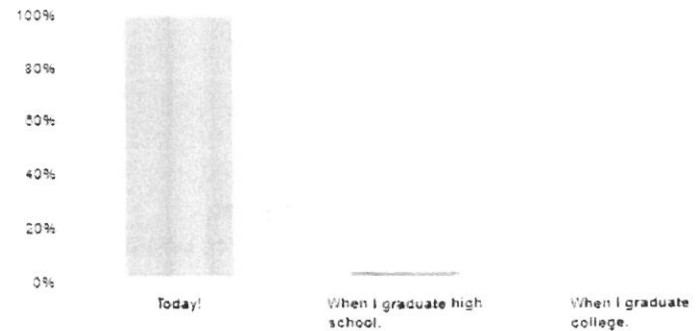 100%
80%
60%
40%
20%
0%
Today!
When I graduate high
school.
When I graduate
college.